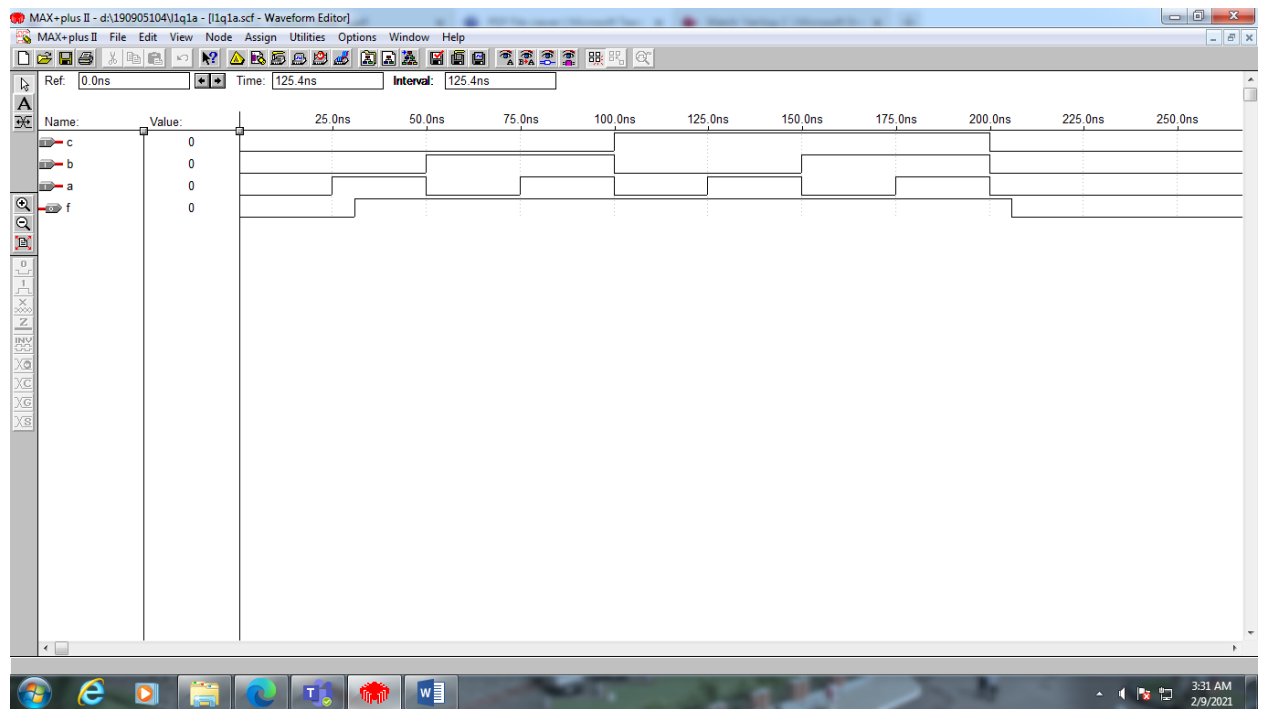 MAX+plus II - d:\190905104\l1q1a - [l1q1a.scf - Waveform Editor]
MAX+plus II File Edit View Node Assign Utilities Options Window Help
Ref: 0.0ns Time: 125.4ns Interval: 125.4ns
Name: Value: 25.0ns 50.0ns 75.0ns 100.0ns 125.0ns 150.0ns 175.0ns 200.0ns 225.0ns 250.0ns
c 0
b 0
a 0
f 0
3:31 AM
2/9/2021